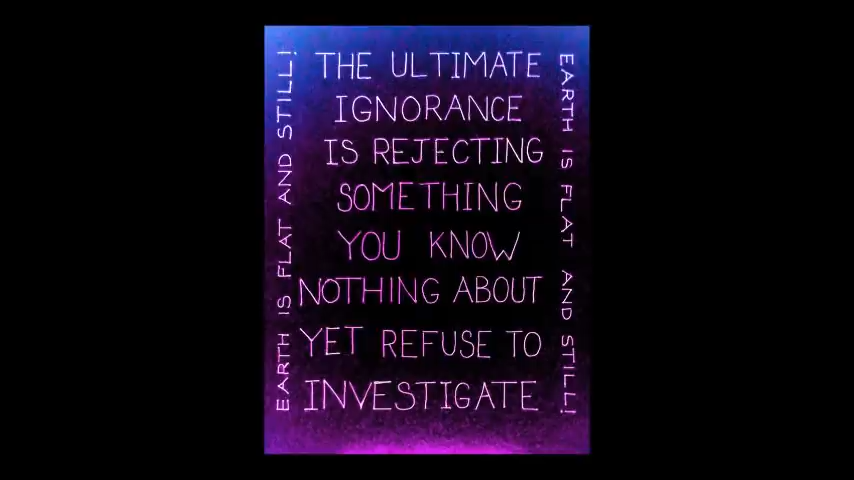 THE ULTIMATE
IGNORANCE
IS REJECTING
SOMETHING
YOU KNOW
NOTHING ABOUT
YET REFUSE TO
INVESTIGATE
EARTH IS FLAT AND STILL!
EARTH IS FLAT AND STILL!